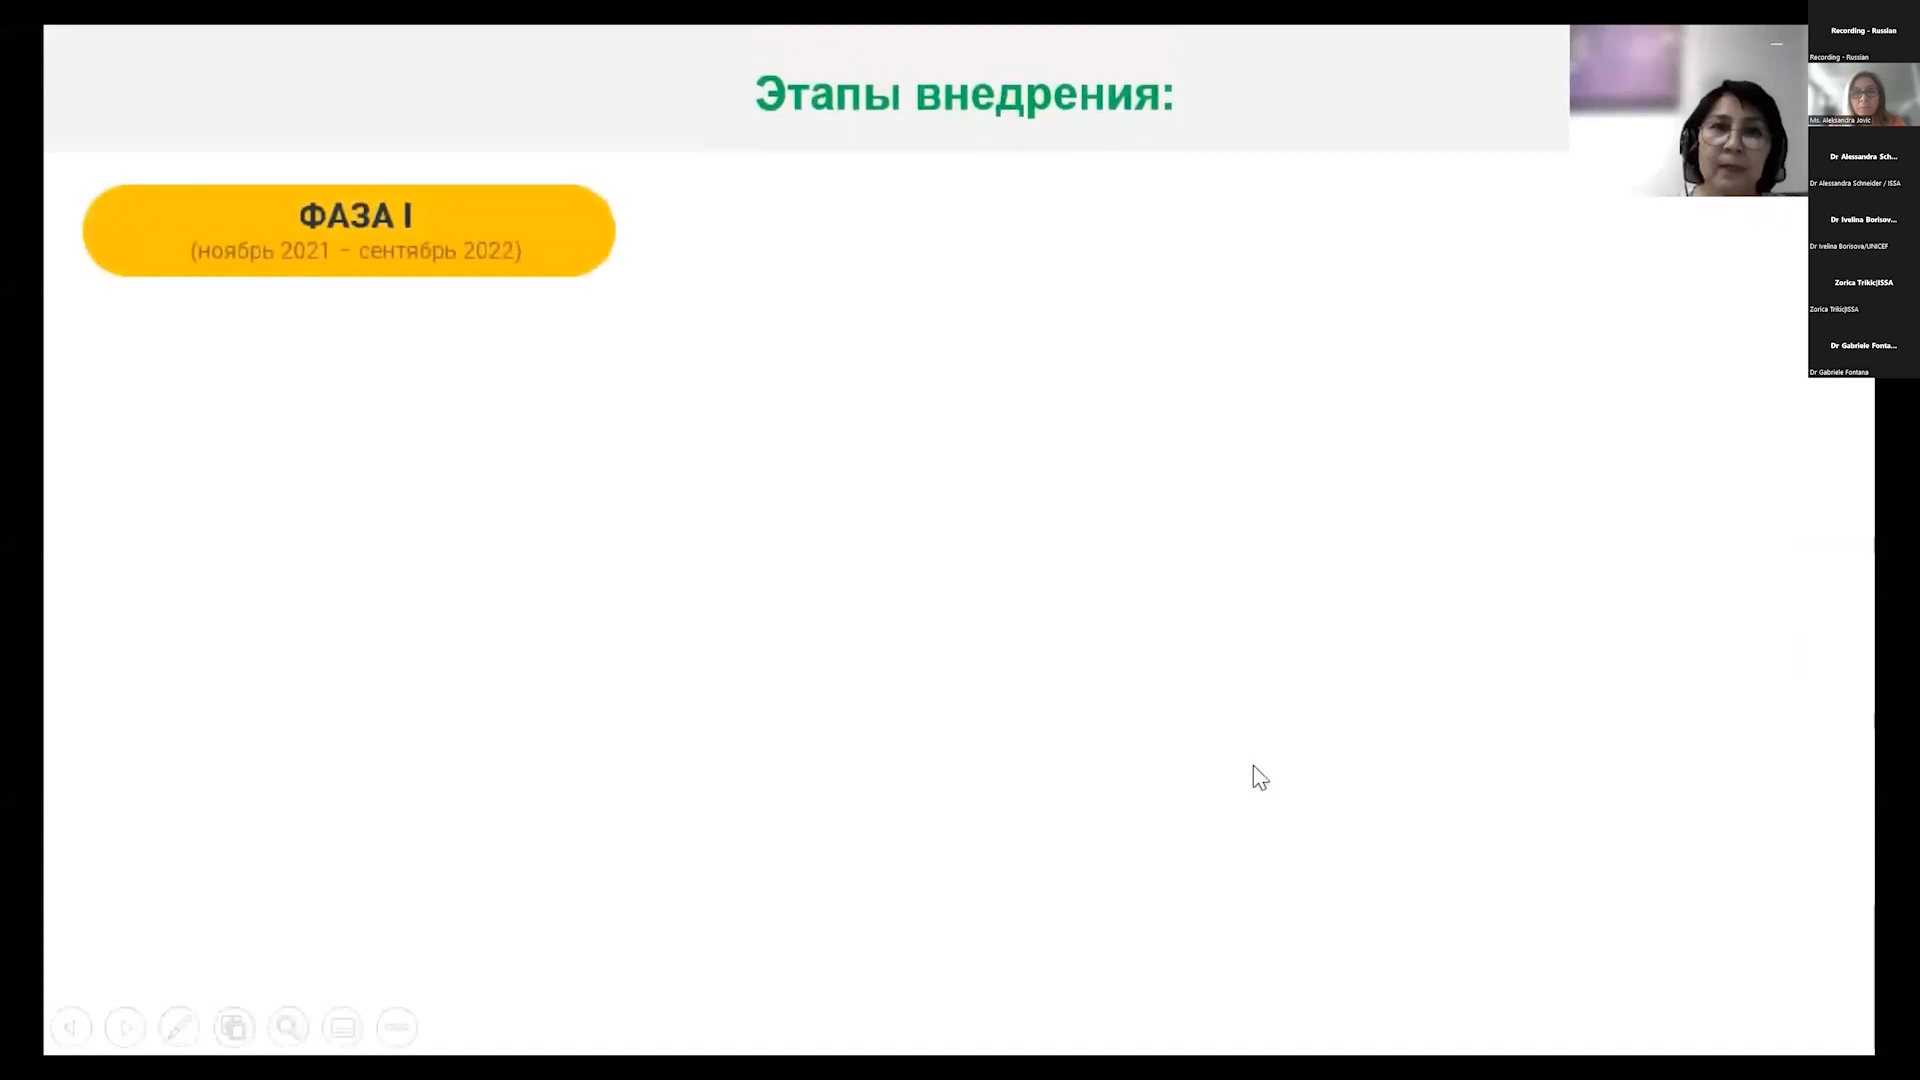 Этапы внедрения:
ФАЗА I
(ноябрь 2021 – сентябрь 2022)
Recording - Russian
Recording - Russian
Ms. Aleksandra Jovic
Dr Alessandra Sch...
Dr Alessandra Schneider / ISSA
Dr Ivelina Borisov...
Dr Ivelina Borisova/UNICEF
Zorica Trikic|ISSA
Zorica Trikic|ISSA
Dr Gabriele Fonta...
Dr Gabriele Fontana